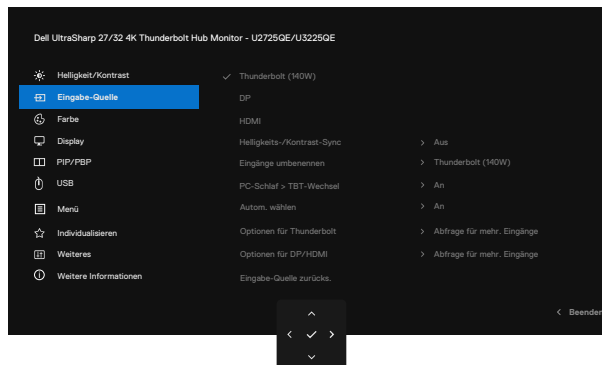 Dell UltraSharp 27/32 4K Thunderbolt Hub Monitor - U2725QE/U3225QE
Helligkeit/Kontrast ✓ Thunderbolt (140W)
Eingabe-Quelle DP
Farbe HDMI
Display Helligkeits-/Kontrast-Sync > Aus
PIP/PBP Eingänge umbenennen > Thunderbolt (140W)
USB PC-Schlaf > TBT-Wechsel > An
Menü Autom. wählen > An
Individualisieren Optionen für Thunderbolt > Abfrage für mehr. Eingänge
Weiteres Optionen für DP/HDMI > Abfrage für mehr. Eingänge
Weitere Informationen Eingabe-Quelle zurücks.
< Beenden